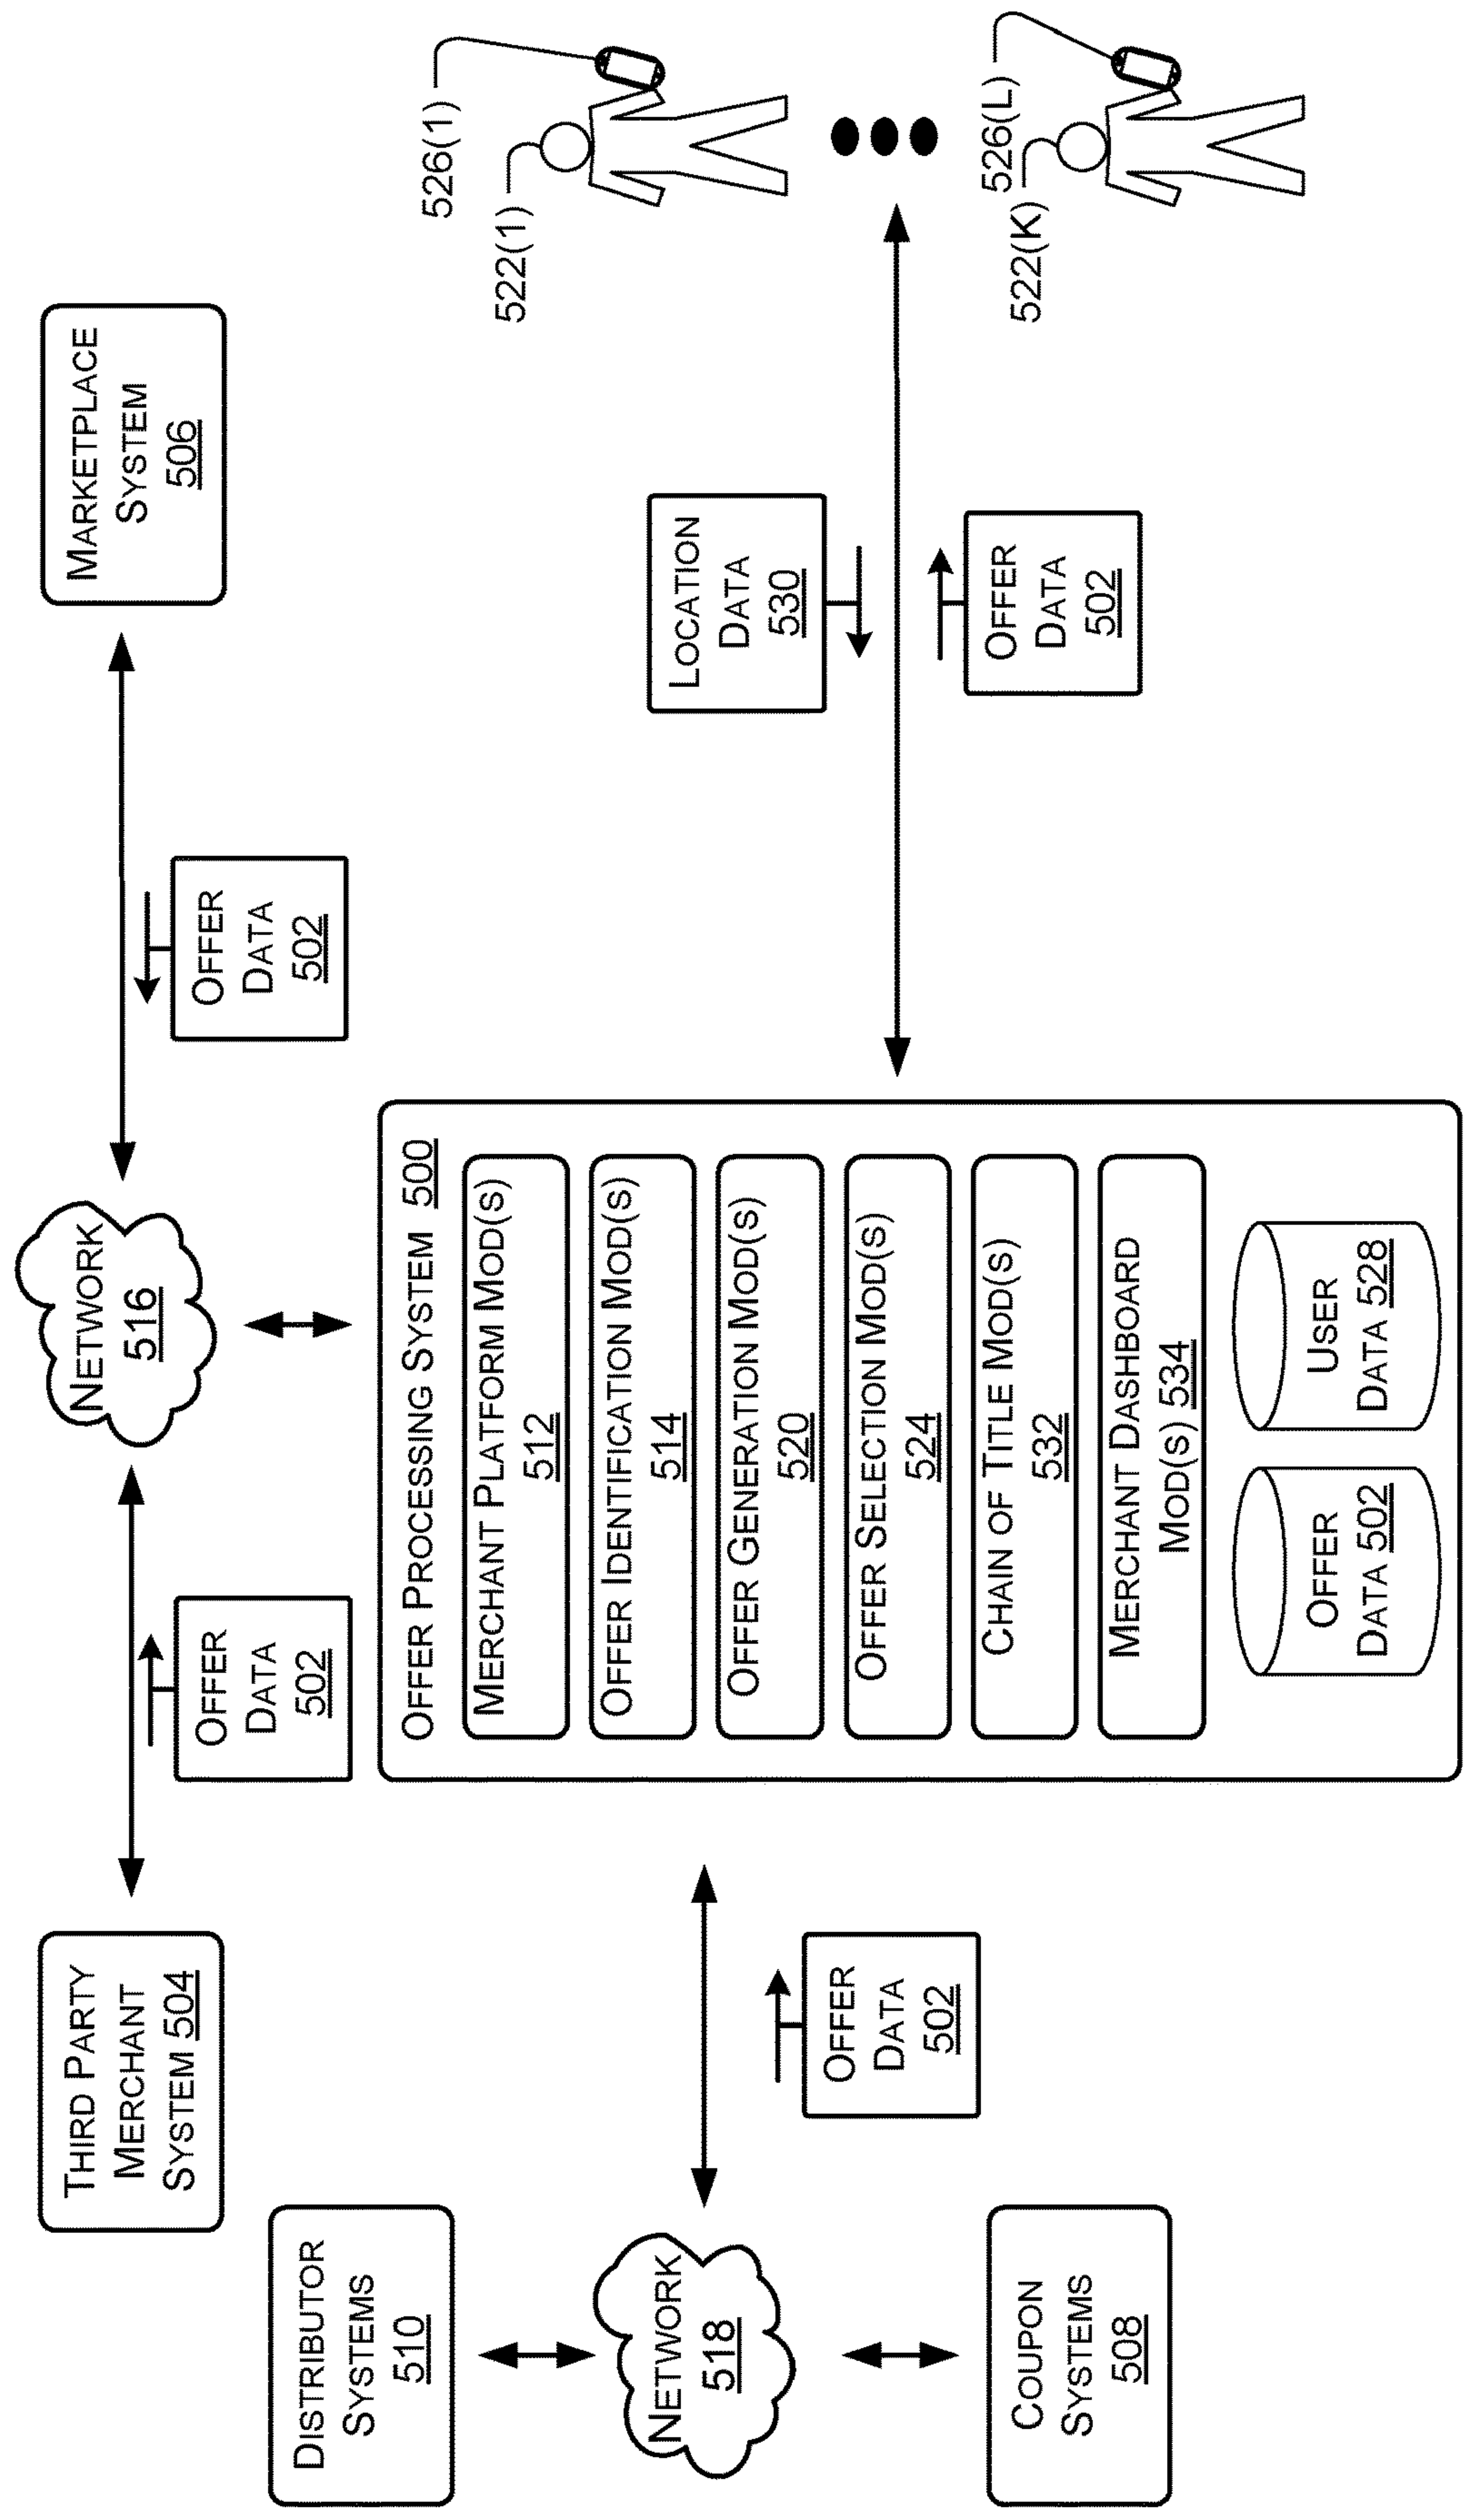 THIRD PARTY
MERCHANT
SYSTEM 504
OFFER
DATA
502
NETWORK
516
OFFER
DATA
502
MARKETPLACE
SYSTEM
506
DISTRIBUTOR
SYSTEMS
510
NETWORK
518
COUPON
SYSTEMS
508
OFFER
DATA
502
OFFER PROCESSING SYSTEM 500
MERCHANT PLATFORM MOD(S)
512
OFFER IDENTIFICATION MOD(S)
514
OFFER GENERATION MOD(S)
520
OFFER SELECTION MOD(S)
524
CHAIN OF TITLE MOD(S)
532
MERCHANT DASHBOARD
MOD(S) 534
OFFER
DATA 502
USER
DATA 528
LOCATION
DATA
530
OFFER
DATA
502
526(1)
522(1)
526(L)
522(K)